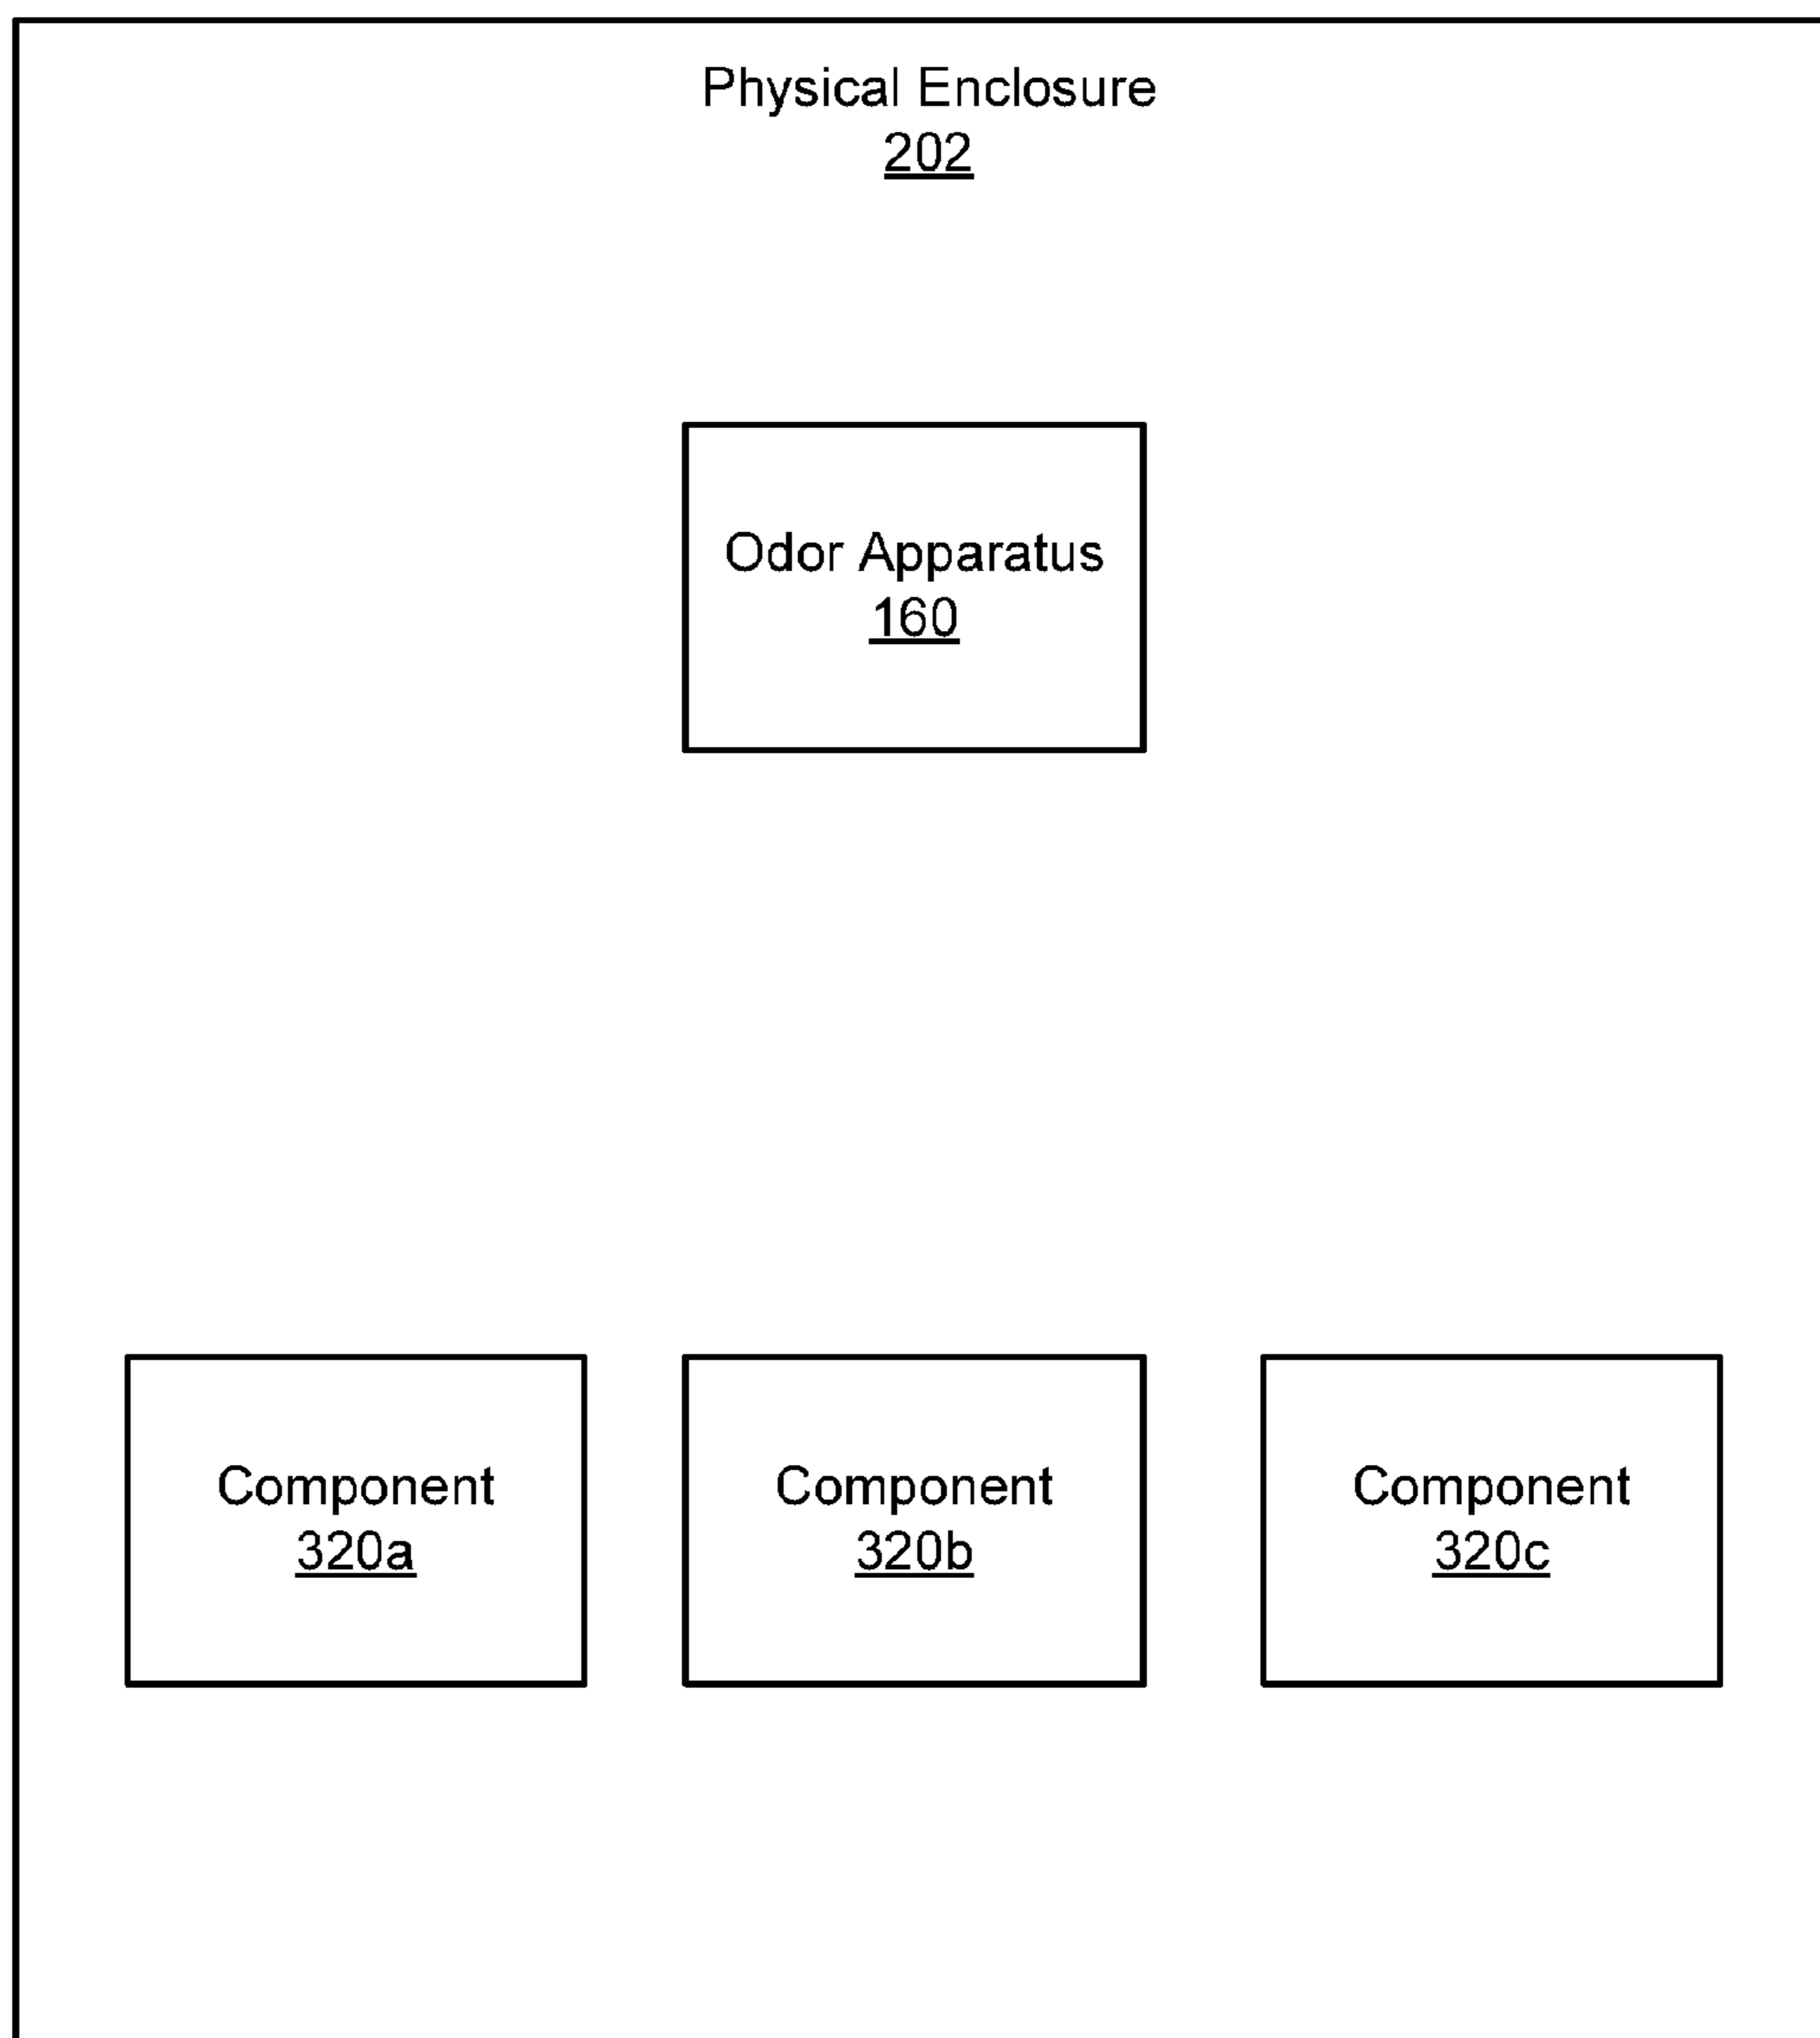 Physical Enclosure
202
Odor Apparatus
160
Component
320a
Component
320b
Component
320c